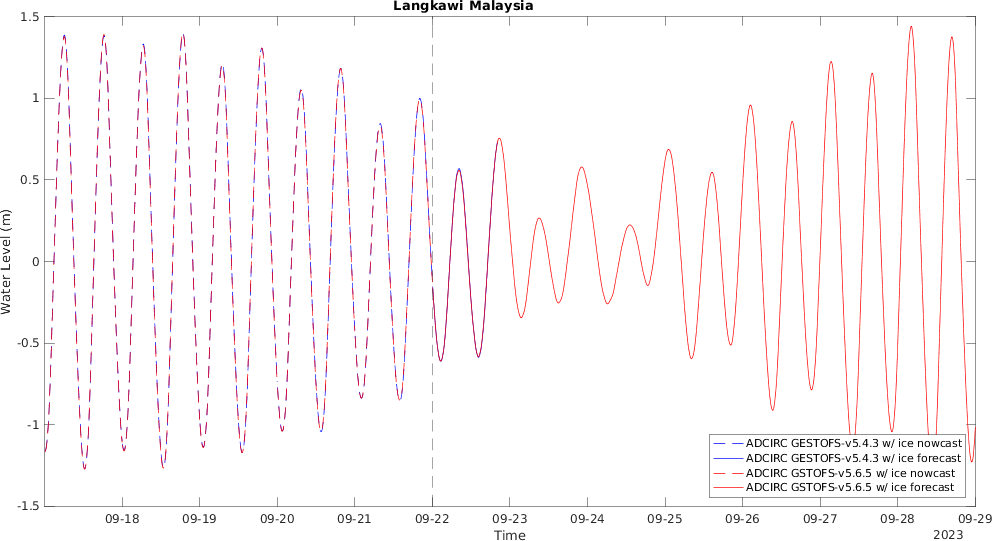 Langkawi Malaysia
1.5
1
0.5
0
-0.5
-1
-1.5
Water Level (m)
ADCIRC GESTOFS-v5.4.3 w/ ice nowcast
ADCIRC GESTOFS-v5.4.3 w/ ice forecast
ADCIRC GSTOFS-v5.6.5 w/ ice nowcast
ADCIRC GSTOFS-v5.6.5 w/ ice forecast
09-18 09-19 09-20 09-21 09-22 09-23 09-24 09-25 09-26 09-27 09-28 09-29
Time
2023